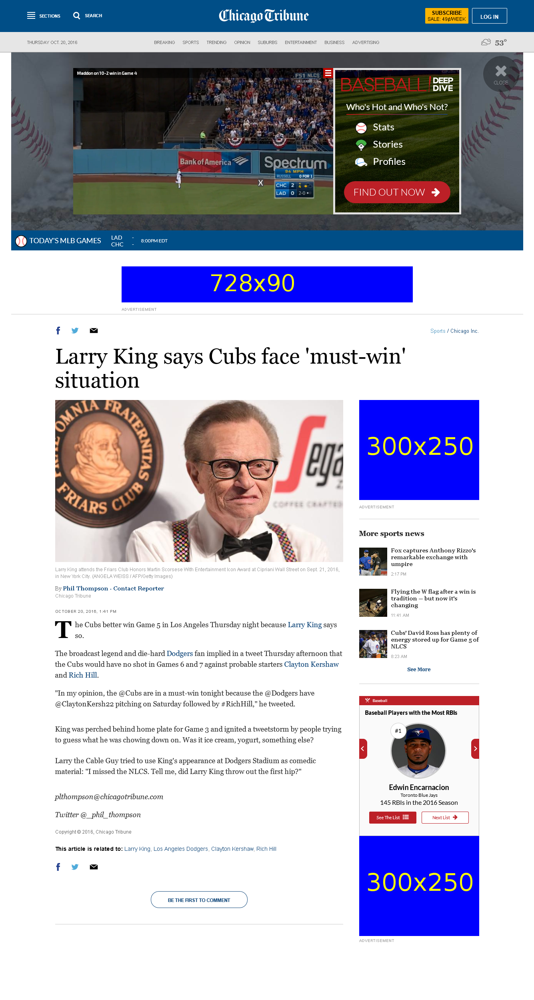 SECTIONS
SEARCH
Chicago Tribune
SUBSCRIBE
SALE: 49¢/WEEK
LOG IN
THURSDAY OCT. 20, 2016
BREAKING SPORTS TRENDING OPINION SUBURBS ENTERTAINMENT BUSINESS ADVERTISING
53°
Maddon on 10-2 win in Game 4
FS1 NLCS
LA LEADS 2-1
Bank of America
Spectrum
94 MPH
RUSSELL 0 FOR 1
CHC 2 4
LAD 0 2-0
X
BASEBALL! DEEP DIVE
Who's Hot and Who's Not?
Stats
Stories
Profiles
FIND OUT NOW
CLOSE
TODAY'S MLB GAMES
LAD -
CHC -
8:00PM EDT
728x90
ADVERTISEMENT
Sports / Chicago Inc.
Larry King says Cubs face 'must-win'
situation
OMNIA FRATERNITAS
FRIARS CLUB
Sega
Z
COFFEE CRAFTED
Larry King attends the Friars Club Honors Martin Scorsese With Entertainment Icon Award at Cipriani Wall Street on Sept. 21, 2016,
in New York City. (ANGELA WEISS / AFP/Getty Images)
By Phil Thompson · Contact Reporter
Chicago Tribune
OCTOBER 20, 2016, 1:41 PM
The Cubs better win Game 5 in Los Angeles Thursday night because Larry King says
so.
The broadcast legend and die-hard Dodgers fan implied in a tweet Thursday afternoon that
the Cubs would have no shot in Games 6 and 7 against probable starters Clayton Kershaw
and Rich Hill.
"In my opinion, the @Cubs are in a must-win tonight because the @Dodgers have
@ClaytonKersh22 pitching on Saturday followed by #RichHill," he tweeted.
King was perched behind home plate for Game 3 and ignited a tweetstorm by people trying
to guess what he was chowing down on. Was it ice cream, yogurt, something else?
Larry the Cable Guy tried to use King's appearance at Dodgers Stadium as comedic
material: "I missed the NLCS. Tell me, did Larry King throw out the first hip?"
plthompson@chicagotribune.com
Twitter @_phil_thompson
Copyright © 2016, Chicago Tribune
This article is related to: Larry King, Los Angeles Dodgers, Clayton Kershaw, Rich Hill
BE THE FIRST TO COMMENT
300x250
ADVERTISEMENT
More sports news
Fox captures Anthony Rizzo's
remarkable exchange with
umpire
2:17 PM
Flying the W flag after a win is
tradition — but now it's
changing
11:41 AM
Cubs' David Ross has plenty of
energy stored up for Game 5 of
NLCS
8:23 AM
See More
Baseball
Baseball Players with the Most RBIs
#1
Edwin Encarnacion
Toronto Blue Jays
145 RBIs in the 2016 Season
See The List
Next List
300x250
ADVERTISEMENT